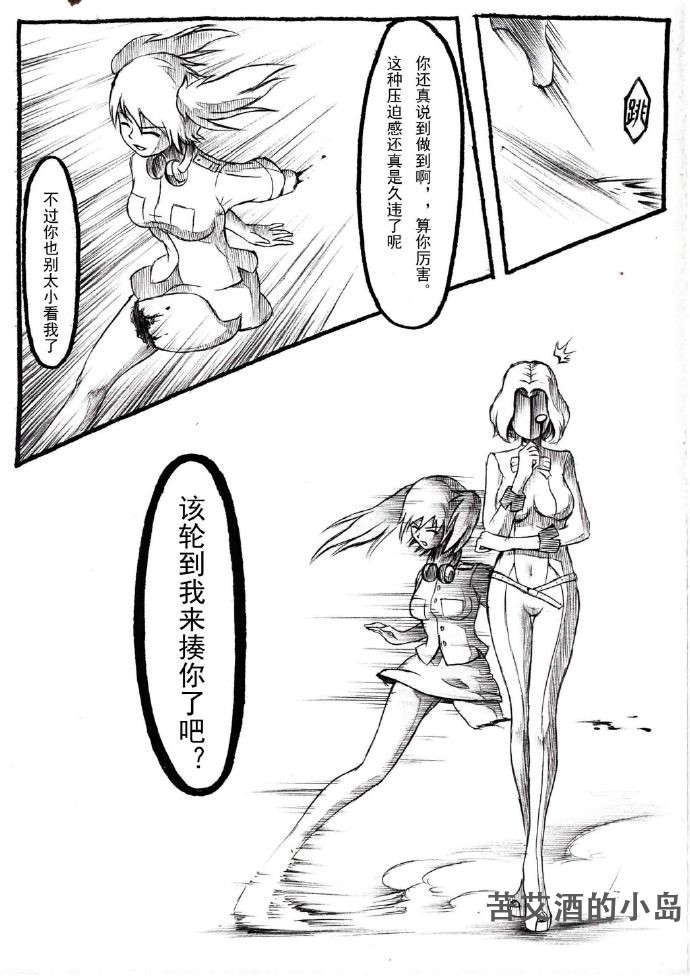 跳
你还真说到做到啊，，算你厉害。
这种压迫感还真是久违了呢
不过你也别太小看我了
该轮到我来揍你了吧？
苦艾酒的小岛